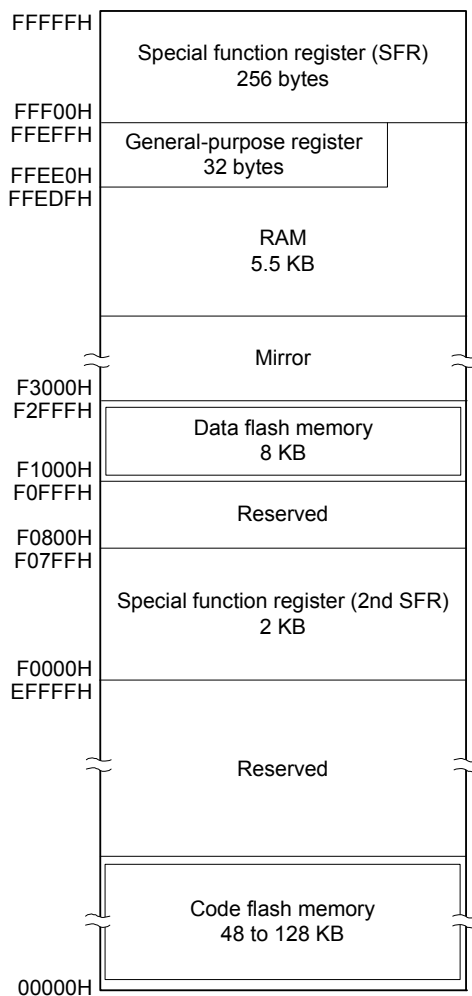 FFFFFH
Special function register (SFR)
256 bytes
FFF00H
FFEFFH
General-purpose register
32 bytes
FFEE0H
FFEDFH
RAM
5.5 KB
Mirror
F3000H
F2FFFH
Data flash memory
8 KB
F1000H
F0FFFH
Reserved
F0800H
F07FFH
Special function register (2nd SFR)
2 KB
F0000H
EFFFFH
Reserved
Code flash memory
48 to 128 KB
00000H